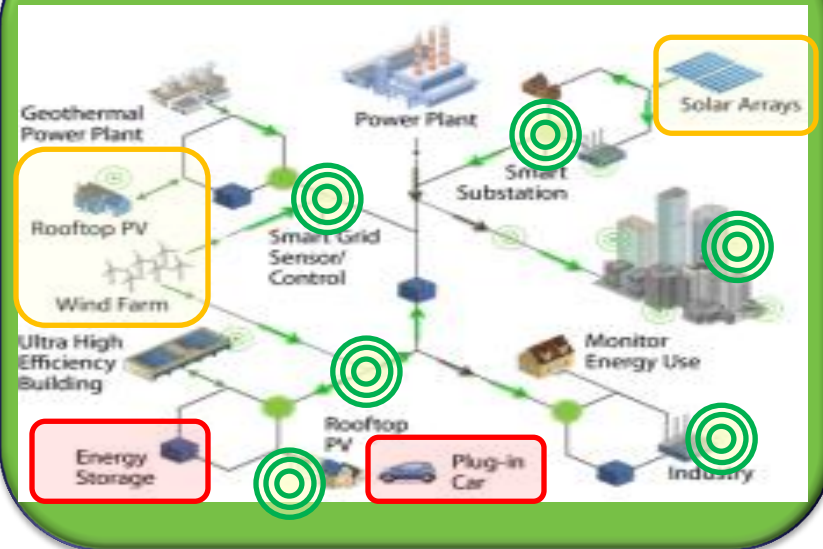 Geothermal
Power Plant
Power Plant
Solar Arrays
Smart
Substation
Rooftop PV
Smart Grid
Sensor/
Control
Wind Farm
Ultra High
Efficiency
Building
Monitor
Energy Use
Rooftop
PV
Energy
Storage
Plug-in
Car
Industry